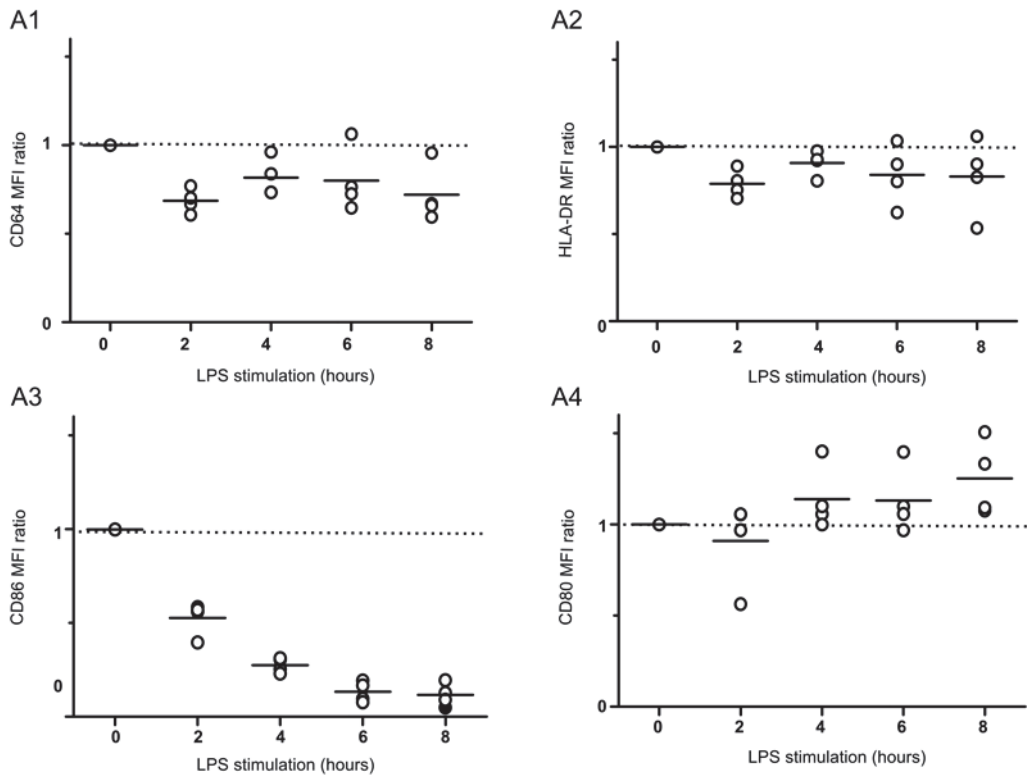 A1
CD64 MFI ratio
1
0
0 2 4 6 8
LPS stimulation (hours)
A2
HLA-DR MFI ratio
1
0
0 2 4 6 8
LPS stimulation (hours)
A3
CD86 MFI ratio
1
0
0 2 4 6 8
LPS stimulation (hours)
A4
CD80 MFI ratio
1
0
0 2 4 6 8
LPS stimulation (hours)